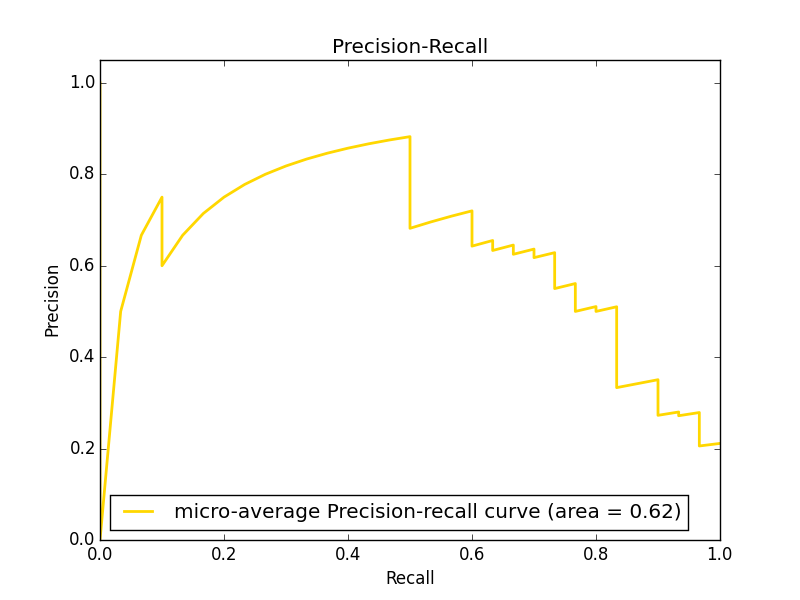 Precision-Recall
1.0
0.8
0.6
0.4
0.2
0.0
Precision
micro-average Precision-recall curve (area = 0.62)
0.0 0.2 0.4 0.6 0.8 1.0
Recall